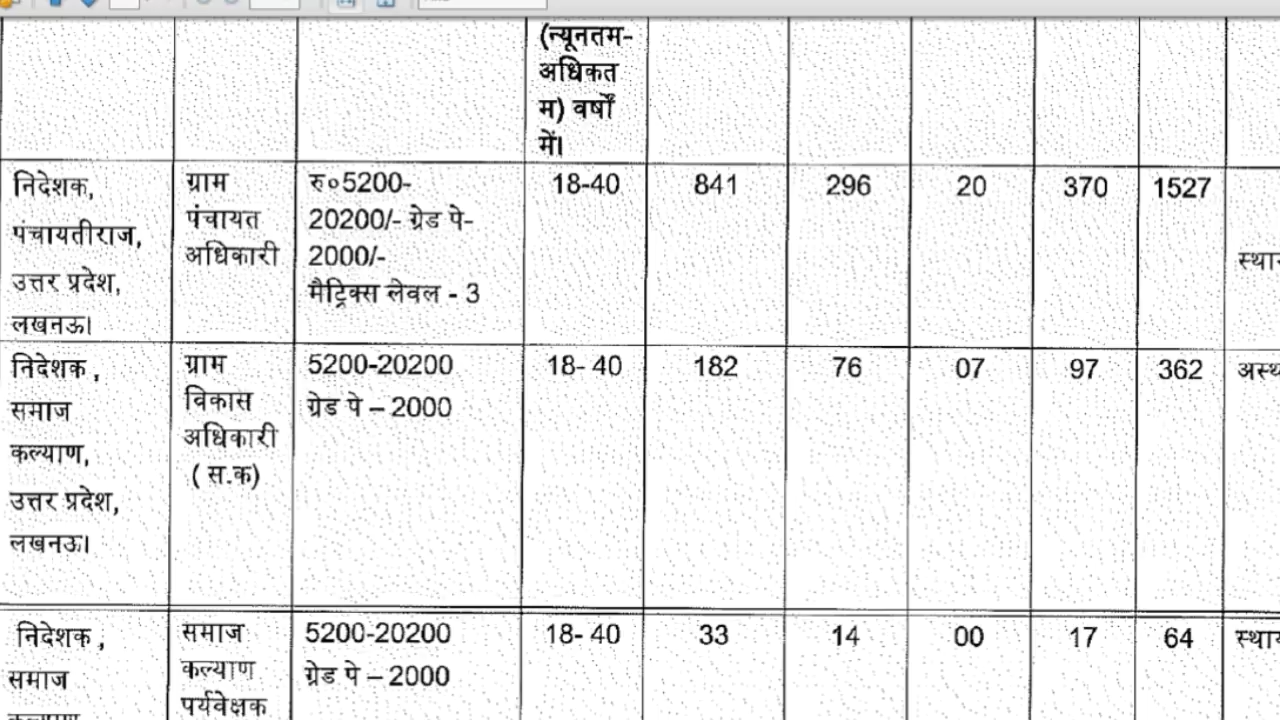 (न्यूनतम-
अधिकत
म) वर्षों
में।
निदेशक,
पंचायतीराज,
उत्तर प्रदेश,
लखनऊ।
ग्राम
पंचायत
अधिकारी
रु०5200-
20200/- ग्रेड पे-
2000/-
मैट्रिक्स लेवल - 3
18-40
841
296
20
370
1527
निदेशक ,
समाज
कल्याण,
उत्तर प्रदेश,
लखनऊ।
ग्राम
विकास
अधिकारी
( स.क)
5200-20200
ग्रेड पे – 2000
18- 40
182
76
07
97
362
निदेशक ,
समाज
समाज
कल्याण
पर्यवेक्षक
5200-20200
ग्रेड पे – 2000
18- 40
33
14
00
17
64